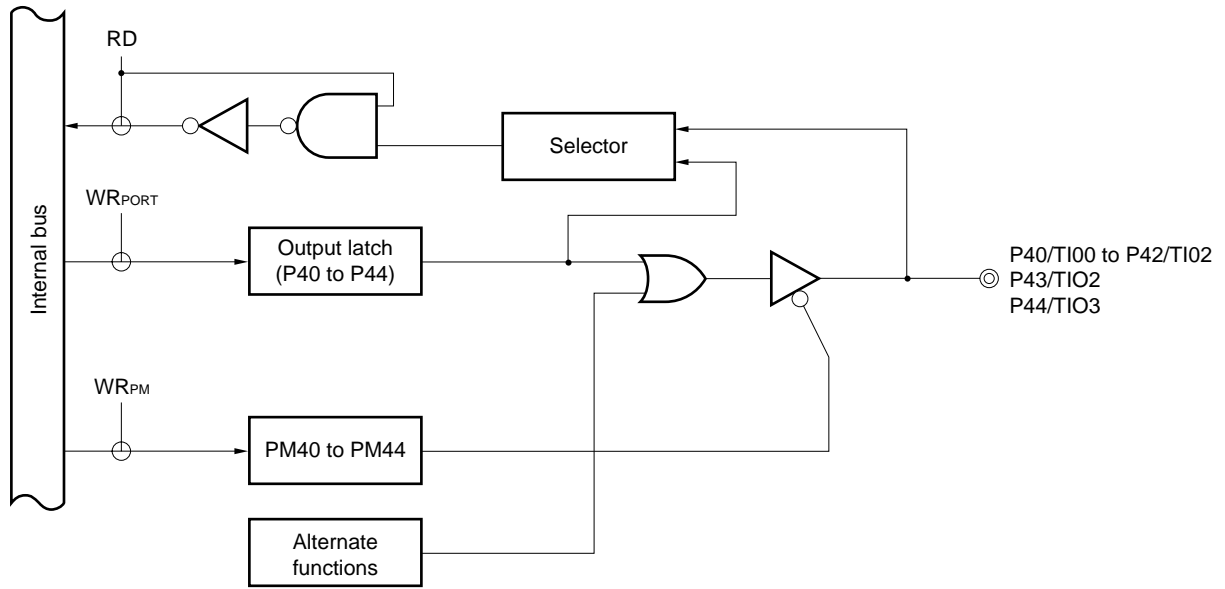 RD
Selector
WRPORT
Internal bus
Output latch
(P40 to P44)
P40/TI00 to P42/TI02
P43/TIO2
P44/TIO3
WRPM
PM40 to PM44
Alternate
functions